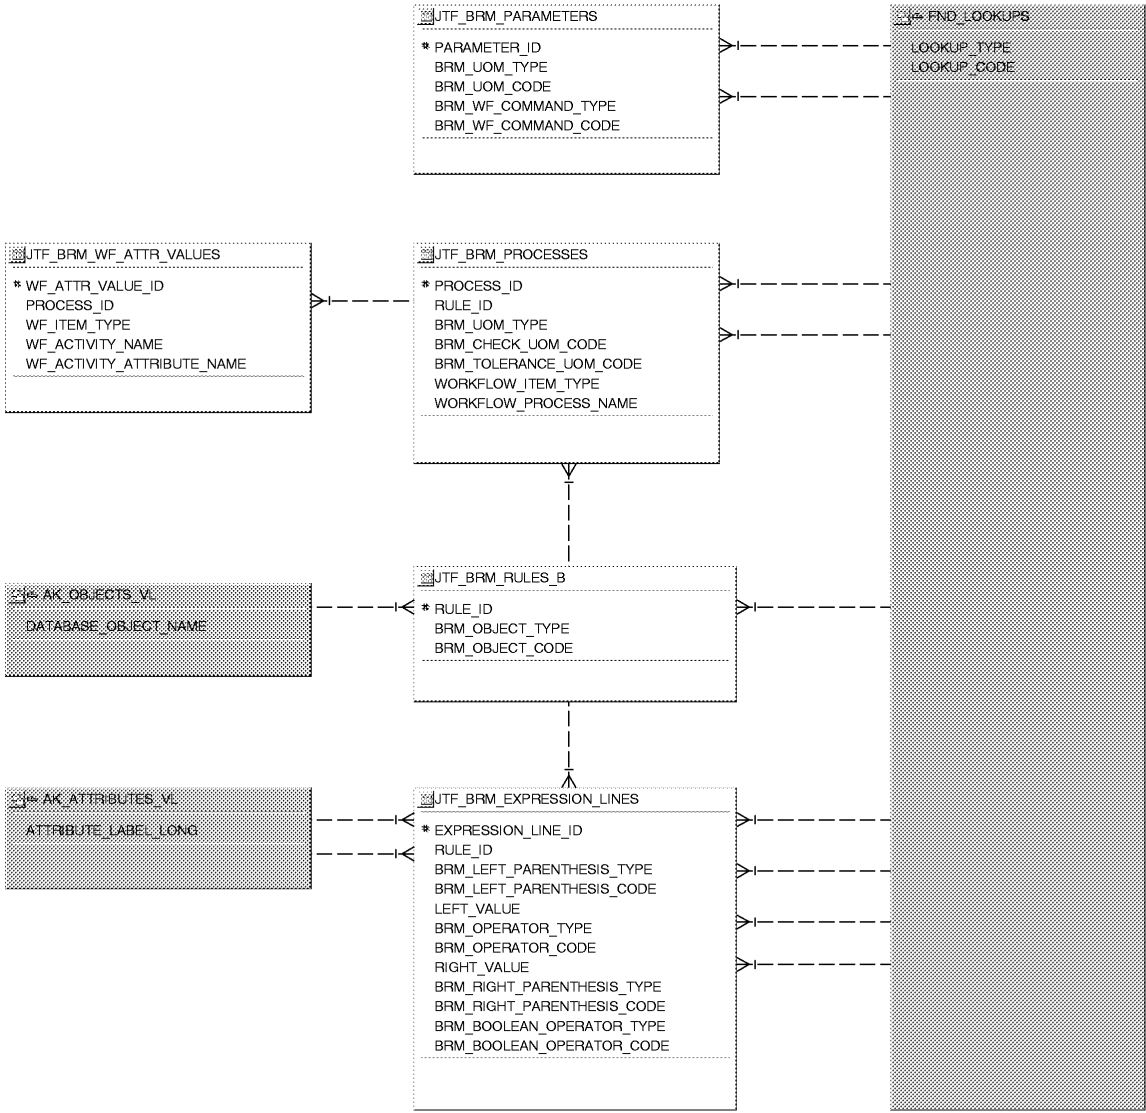 JTF_BRM_PARAMETERS
# PARAMETER_ID
BRM_UOM_TYPE
BRM_UOM_CODE
BRM_WF_COMMAND_TYPE
BRM_WF_COMMAND_CODE
FND_LOOKUPS
LOOKUP_TYPE
LOOKUP_CODE
JTF_BRM_WF_ATTR_VALUES
# WF_ATTR_VALUE_ID
PROCESS_ID
WF_ITEM_TYPE
WF_ACTIVITY_NAME
WF_ACTIVITY_ATTRIBUTE_NAME
JTF_BRM_PROCESSES
# PROCESS_ID
RULE_ID
BRM_UOM_TYPE
BRM_CHECK_UOM_CODE
BRM_TOLERANCE_UOM_CODE
WORKFLOW_ITEM_TYPE
WORKFLOW_PROCESS_NAME
AK_OBJECTS_VL
DATABASE_OBJECT_NAME
JTF_BRM_RULES_B
# RULE_ID
BRM_OBJECT_TYPE
BRM_OBJECT_CODE
AK_ATTRIBUTES_VL
ATTRIBUTE_LABEL_LONG
JTF_BRM_EXPRESSION_LINES
# EXPRESSION_LINE_ID
RULE_ID
BRM_LEFT_PARENTHESIS_TYPE
BRM_LEFT_PARENTHESIS_CODE
LEFT_VALUE
BRM_OPERATOR_TYPE
BRM_OPERATOR_CODE
RIGHT_VALUE
BRM_RIGHT_PARENTHESIS_TYPE
BRM_RIGHT_PARENTHESIS_CODE
BRM_BOOLEAN_OPERATOR_TYPE
BRM_BOOLEAN_OPERATOR_CODE